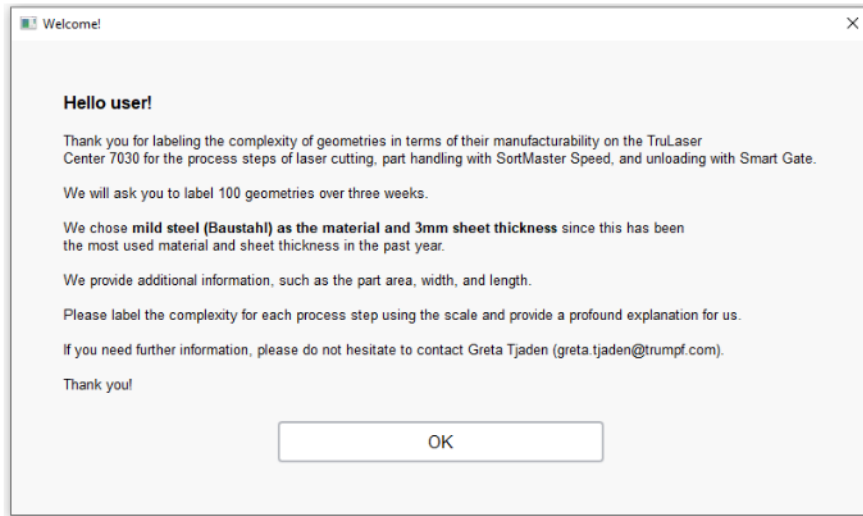 Welcome!
Hello user!
Thank you for labeling the complexity of geometries in terms of their manufacturability on the TruLaser
Center 7030 for the process steps of laser cutting, part handling with SortMaster Speed, and unloading with Smart Gate.
We will ask you to label 100 geometries over three weeks.
We chose mild steel (Baustahl) as the material and 3mm sheet thickness since this has been
the most used material and sheet thickness in the past year.
We provide additional information, such as the part area, width, and length.
Please label the complexity for each process step using the scale and provide a profound explanation for us.
If you need further information, please do not hesitate to contact Greta Tjaden (greta.tjaden@trumpf.com).
Thank you!
OK